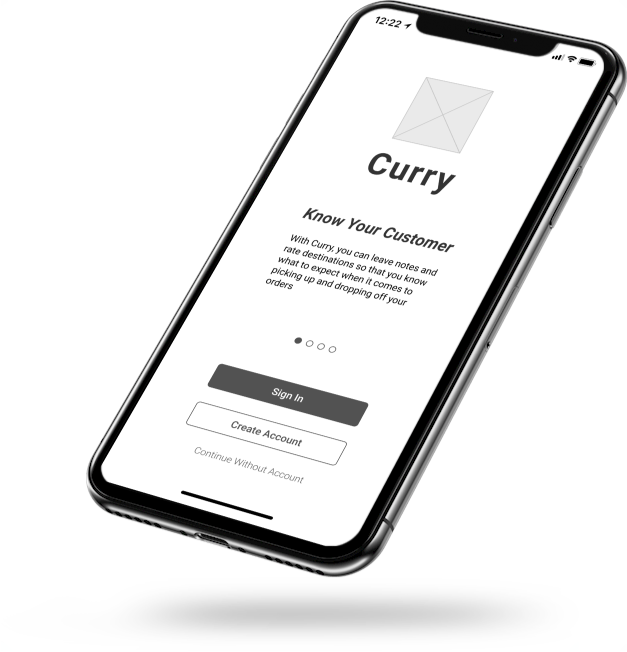 12:22
Curry
Know Your Customer
With Curry, you can leave notes and
rate destinations so that you know
what to expect when it comes to
picking up and dropping off your
orders
Sign In
Create Account
Continue Without Account